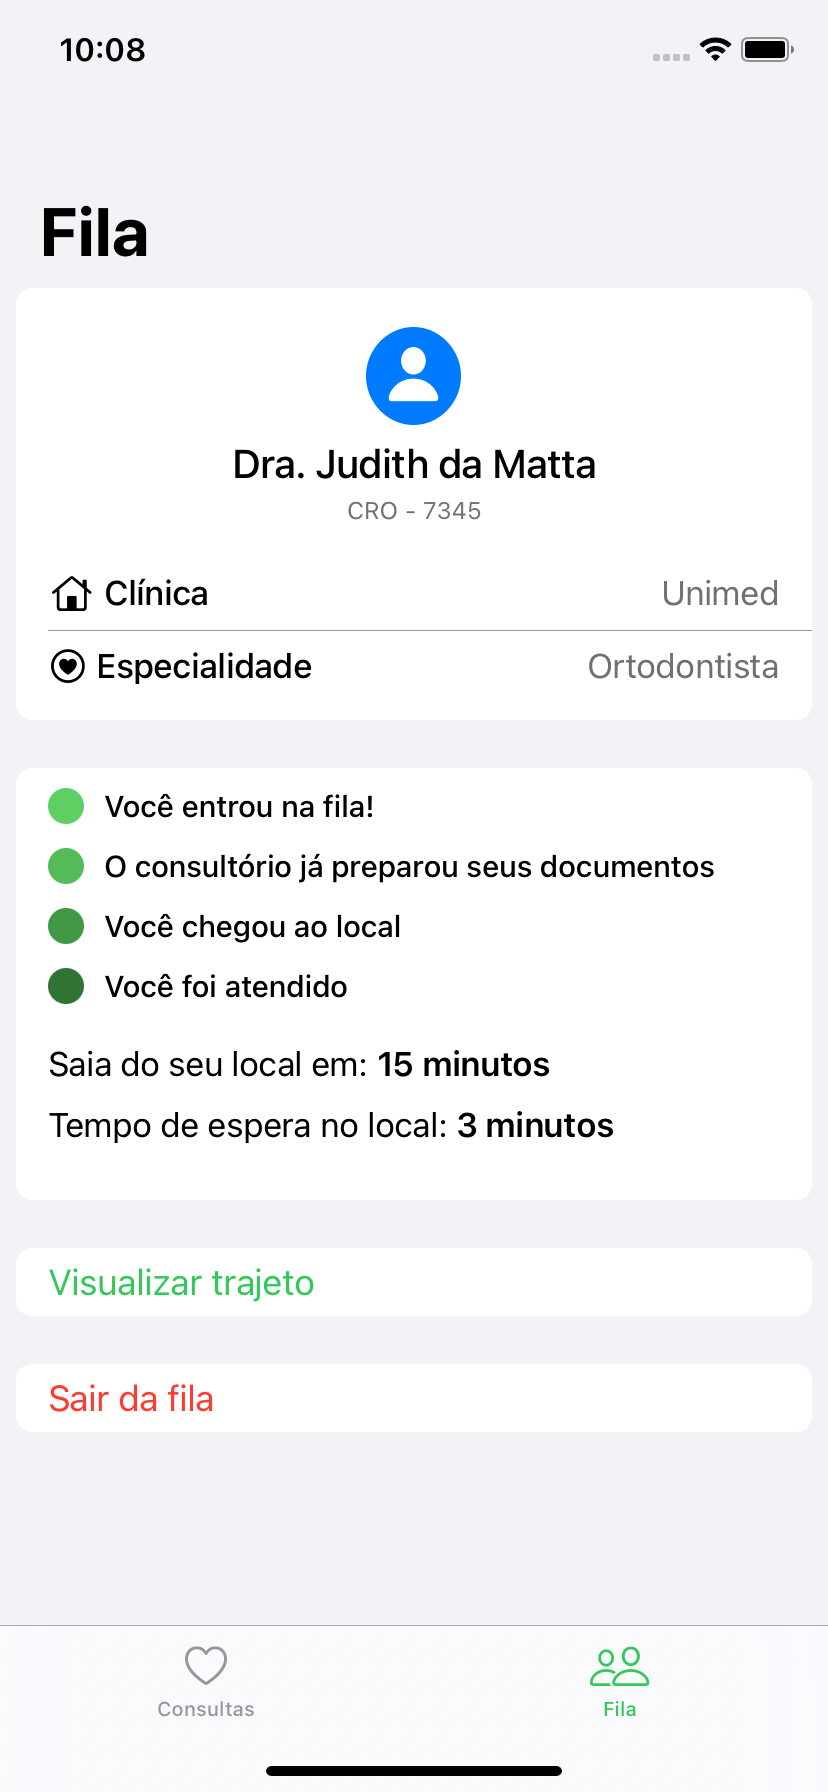 10:08
Fila
Dra. Judith da Matta
CRO - 7345
Clínica Unimed
Especialidade Ortodontista
Você entrou na fila!
O consultório já preparou seus documentos
Você chegou ao local
Você foi atendido
Saia do seu local em: 15 minutos
Tempo de espera no local: 3 minutos
Visualizar trajeto
Sair da fila
Consultas Fila